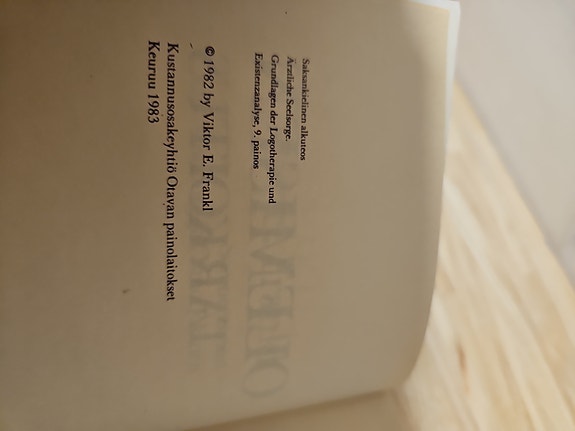 Saksankielinen alkuteos
Ärztliche Seelsorge.
Grundlagen der Logotherapie und
Existenzanalyse, 9. painos
© 1982 by Viktor E. Frankl
Kustannusosakeyhtiö Otavan painolaitokset
Keuruu 1983